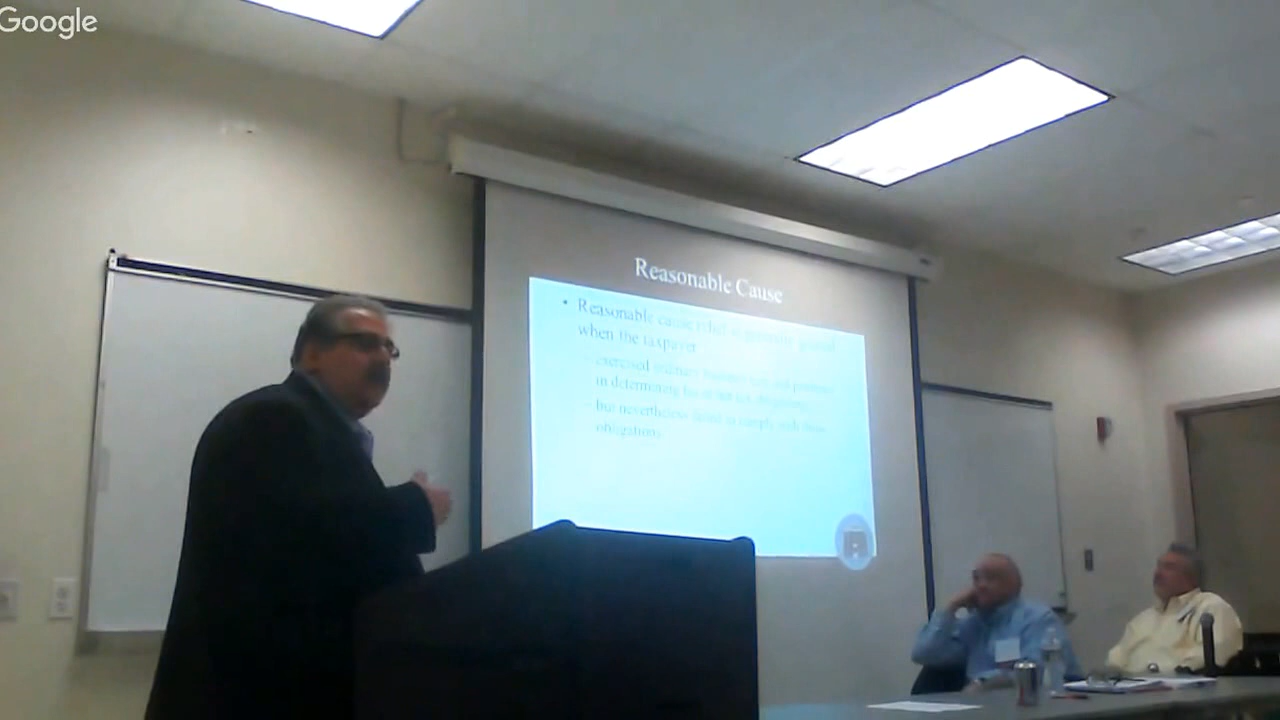 Google
Reasonable Cause
• Reasonable cause relief is generally granted
when the taxpayer
exercised ordinary business care and prudence
in determining his or her tax obligations
but nevertheless failed to comply with those
obligations